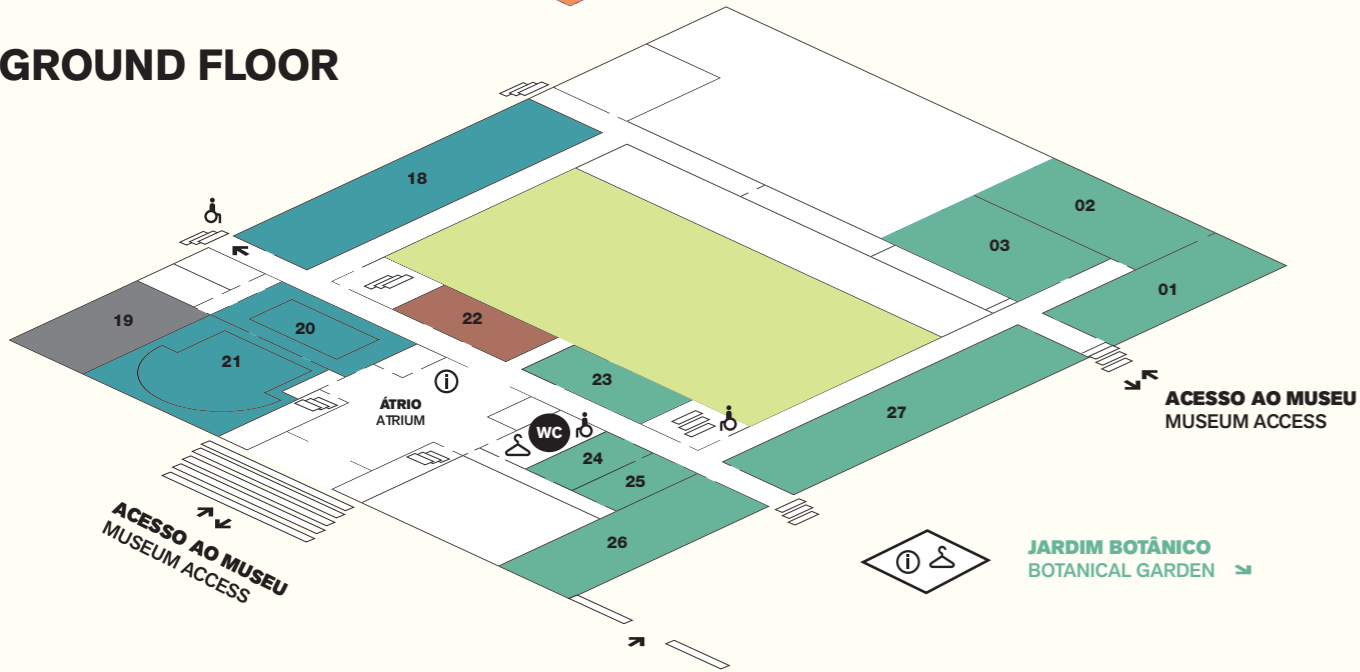 GROUND FLOOR
18
02
03
01
19
20
21
22
23
ÁTRIO
ATRIUM
WC
24
25
26
27
ACESSO AO MUSEU
MUSEUM ACCESS
ACESSO AO MUSEU
MUSEUM ACCESS
JARDIM BOTÂNICO
BOTANICAL GARDEN